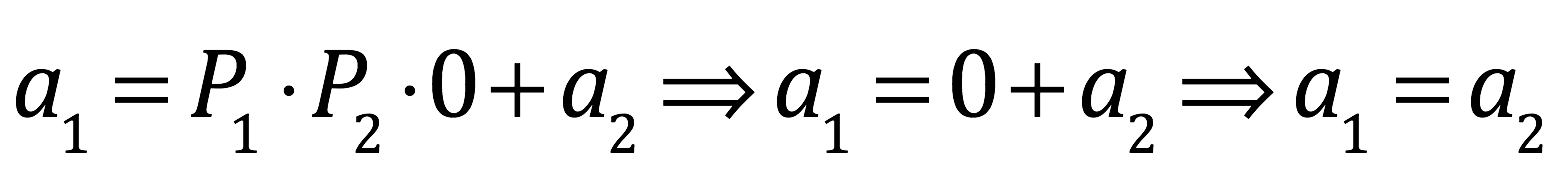 a₁ = P₁ · P₂ · 0 + a₂ ⟹ a₁ = 0 + a₂ ⟹ a₁ = a₂